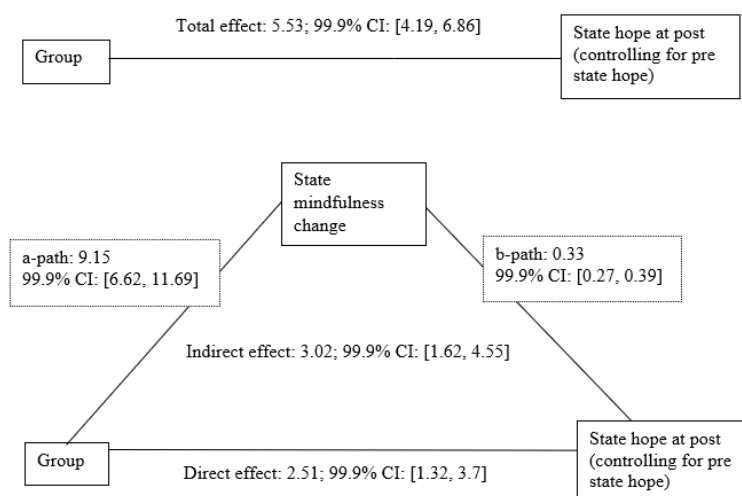 Total effect: 5.53; 99.9% CI: [4.19, 6.86]
Group
State hope at post
(controlling for pre
state hope)
State
mindfulness
change
a-path: 9.15
99.9% CI: [6.62, 11.69]
b-path: 0.33
99.9% CI: [0.27, 0.39]
Indirect effect: 3.02; 99.9% CI: [1.62, 4.55]
Group
State hope at post
(controlling for pre
state hope)
Direct effect: 2.51; 99.9% CI: [1.32, 3.7]